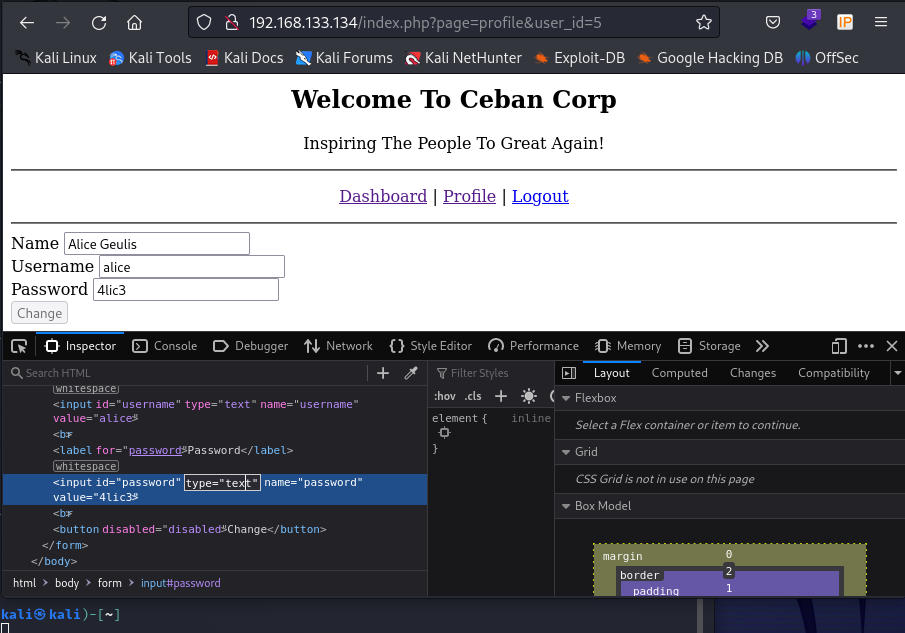 3
192.168.133.134/index.php?page=profile&user_id=5
IP
Kali Linux Kali Tools Kali Docs Kali Forums Kali NetHunter Exploit-DB Google Hacking DB OffSec
Welcome To Ceban Corp
Inspiring The People To Great Again!
Dashboard | Profile | Logout
Name Alice Geulis
Username alice
Password 4lic3
Change
Inspector Console Debugger Network Style Editor Performance Memory Storage
Search HTML
whitespace
<input id="username" type="text" name="username"
value="alice"
<br>
<label for="password">Password</label>
whitespace
<input id="password" type="text" name="password"
value="4lic3"
<br>
<button disabled="disabled">Change</button>
</form>
</body>
html > body > form > input#password
Filter Styles
:hov .cls +
element { inline
}
Layout Computed Changes Compatibility
Flexbox
Select a Flex container or item to continue.
Grid
CSS Grid is not in use on this page
Box Model
margin 0
border 2
padding 1
kali㉿kali)-[~]